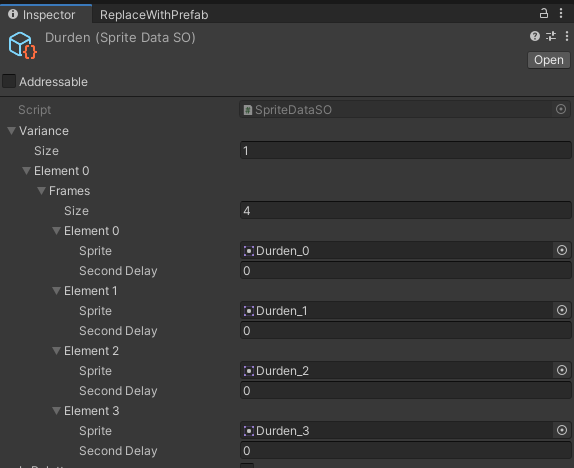 Inspector ReplaceWithPrefab
Durden (Sprite Data SO)
Open
Addressable
Script SpriteDataSO
Variance
Size 1
Element 0
Frames
Size 4
Element 0
Sprite Durden_0
Second Delay 0
Element 1
Sprite Durden_1
Second Delay 0
Element 2
Sprite Durden_2
Second Delay 0
Element 3
Sprite Durden_3
Second Delay 0